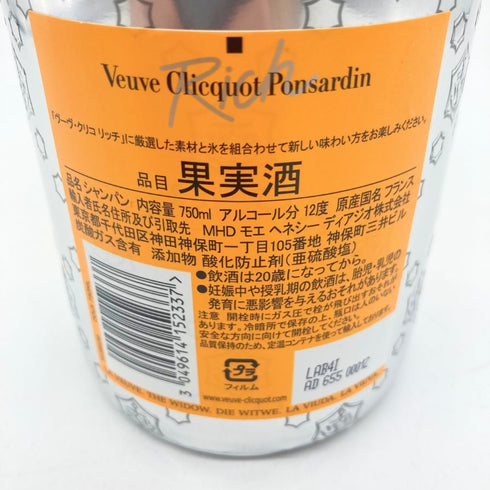 Rich
Veuve Clicquot Ponsardin
「ヴーヴ・クリコ リッチ」に厳選した素材と氷を組合わせて新しい味わい方をお楽しみください。
品目 果実酒
品名 シャンパン 内容量 750ml アルコール分 12度 原産国名 フランス
輸入者氏名住所及び引取先 MHD モエ ヘネシー ディアジオ株式会社
東京都千代田区神田神保町一丁目105番地 神保町三井ビル
炭酸ガス含有 添加物 酸化防止剤(亜硫酸塩)
●飲酒は20歳になってから。
●妊娠中や授乳期の飲酒は、胎児・乳児の
発育に悪影響を与えるおそれがあります。
注意 開栓時にガス圧で栓が飛び出すおそれが
あります。冷暗所で保存の上、瓶口は人のいない
安全な方向に向けて開栓してください。
品質保持のため、定温コンテナを使って輸入しております。
3 049614 152337 >
プラ
フィルム
LAB4I
AD 655 00012
www.veuve-clicquot.com
THE WIDOW. DIE WITWE. LA VIUDA. LA